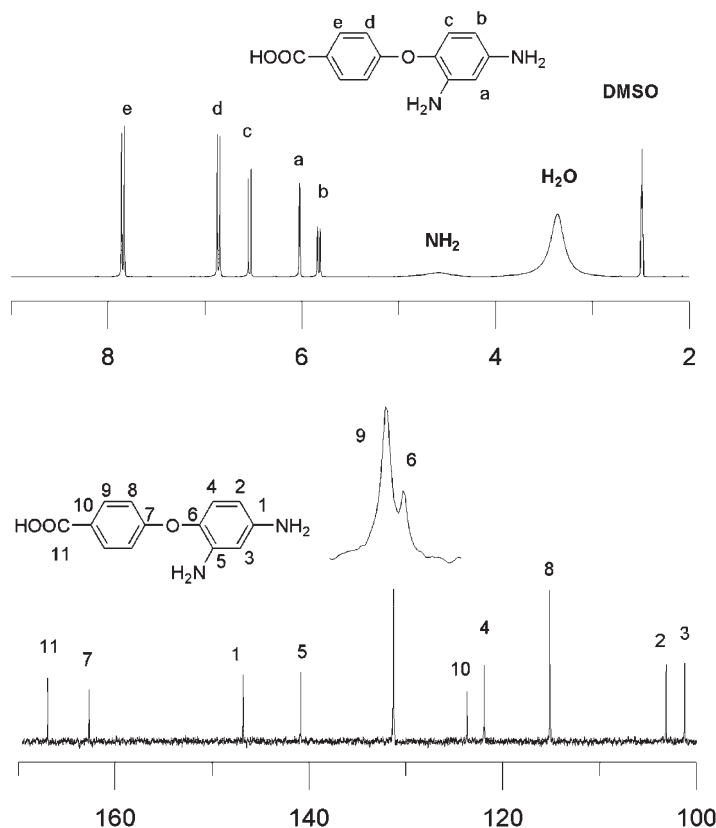 e d c b
HOOC O NH₂
H₂N a
DMSO
e d
c
a H₂O
b
NH₂
8 6 4 2
9 6
9 8 4 2
10 7 6 1
HOOC O NH₂
11 5 3
H₂N
8
11 7 1 5 10 4 2 3
160 140 120 100